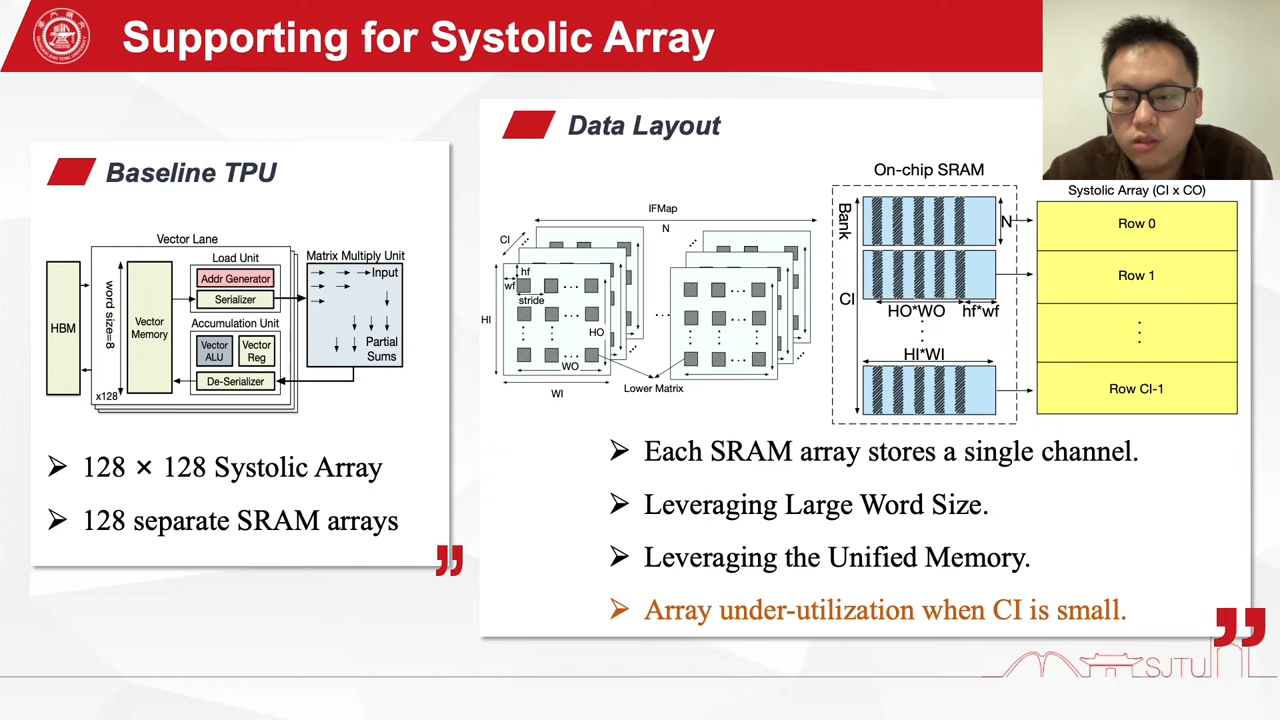 Supporting for Systolic Array
Baseline TPU
Vector Lane
HBM
word size=8
Vector
Memory
x128
Load Unit
Addr Generator
Serializer
Accumulation Unit
Vector
ALU
Vector
Reg
De-Serializer
Matrix Multiply Unit
Input
Partial
Sums
128 × 128 Systolic Array
128 separate SRAM arrays
Data Layout
IFMap
N
CI
hf
wf
stride
HI
HO
WO
WI
Lower Matrix
On-chip SRAM
Bank
N
CI
HO*WO
hf*wf
HI*WI
Systolic Array (CI x CO)
Row 0
Row 1
Row CI-1
Each SRAM array stores a single channel.
Leveraging Large Word Size.
Leveraging the Unified Memory.
Array under-utilization when CI is small.
SJTU